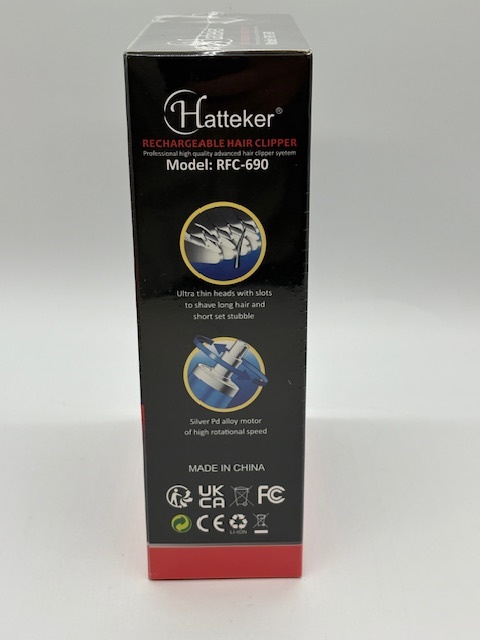 Hatteker®
RECHARGEABLE HAIR CLIPPER
Professional high quality advanced hair clipper system
Model: RFC-690
Ultra thin heads with slots
to shave long hair and
short set stubble
Silver Pd alloy motor
of high rotational speed
MADE IN CHINA
UK
CA
FC
CE
LI-ION